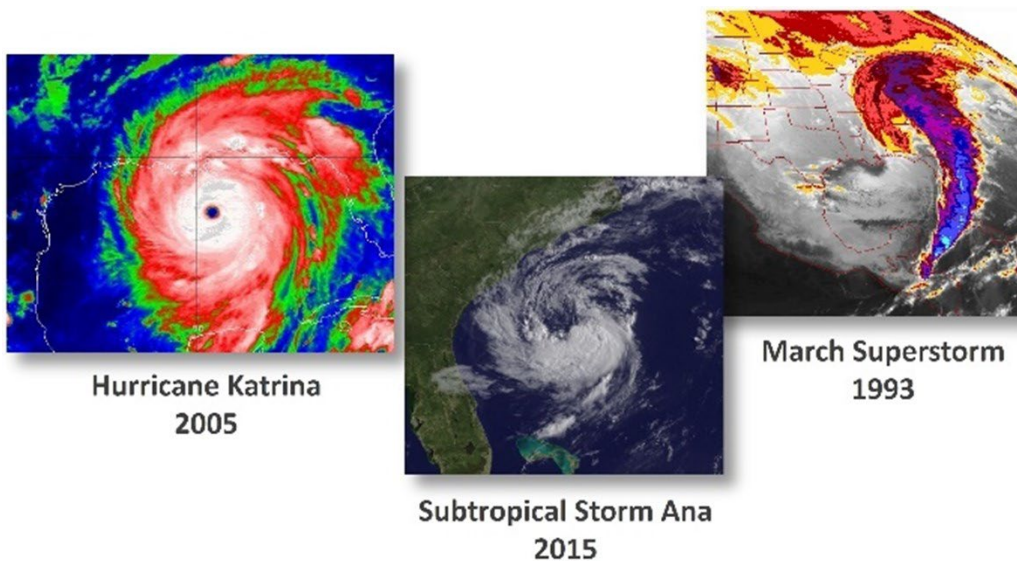 Hurricane Katrina
2005
Subtropical Storm Ana
2015
March Superstorm
1993